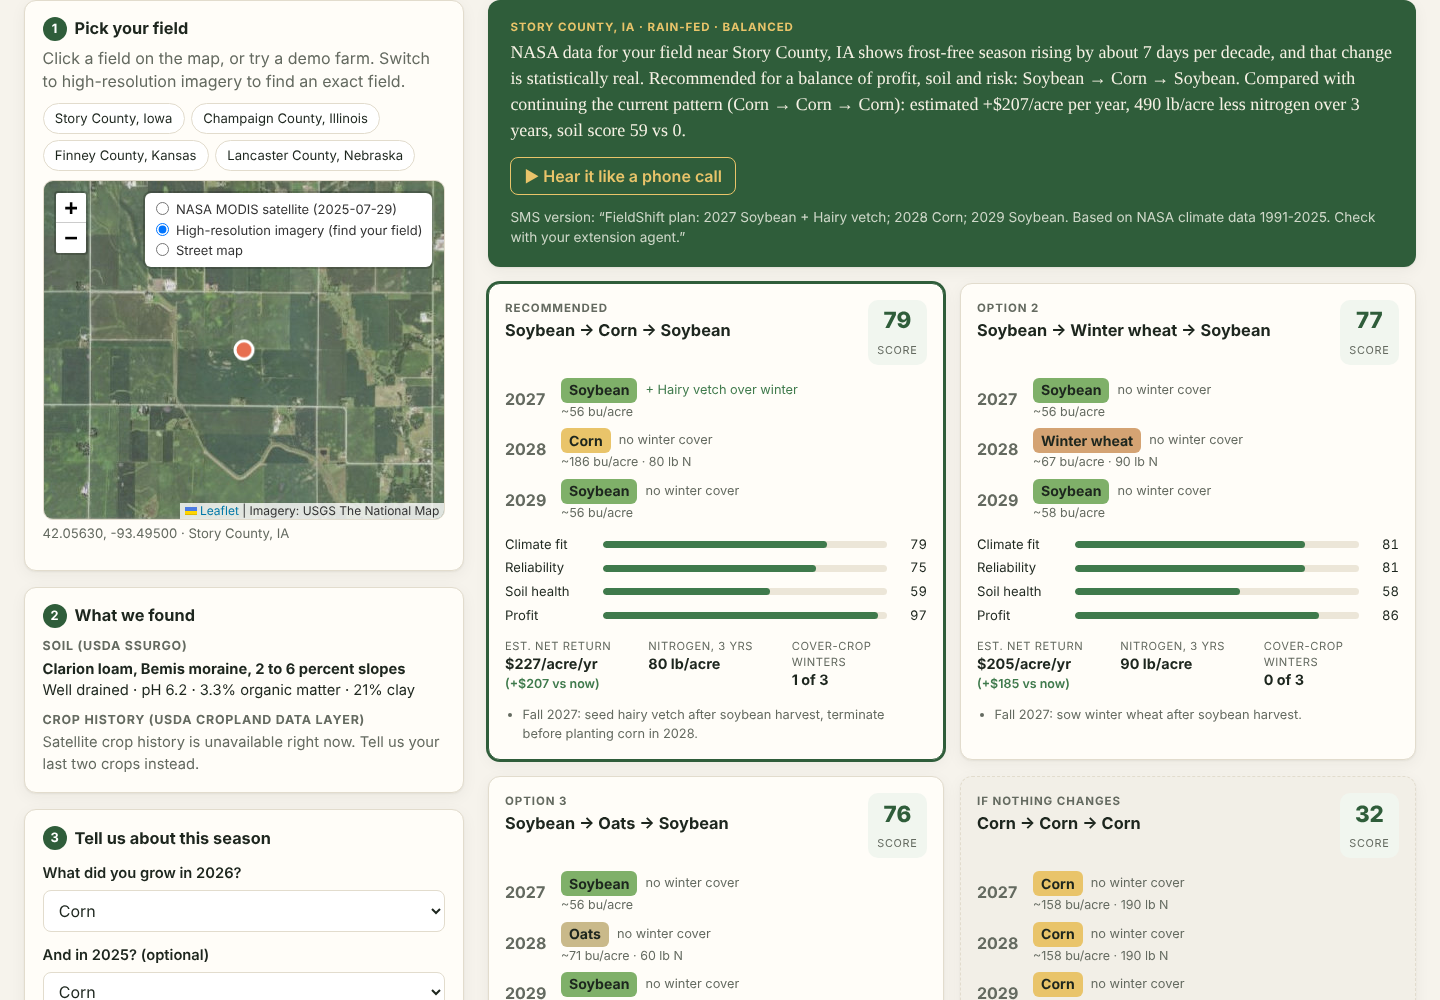 1 Pick your field
Click a field on the map, or try a demo farm. Switch
to high-resolution imagery to find an exact field.
Story County, Iowa
Champaign County, Illinois
Finney County, Kansas
Lancaster County, Nebraska
+
−
NASA MODIS satellite (2025-07-29)
High-resolution imagery (find your field)
Street map
Leaflet | Imagery: USGS The National Map
42.05630, -93.49500 · Story County, IA
2 What we found
SOIL (USDA SSURGO)
Clarion loam, Bemis moraine, 2 to 6 percent slopes
Well drained · pH 6.2 · 3.3% organic matter · 21% clay
CROP HISTORY (USDA CROPLAND DATA LAYER)
Satellite crop history is unavailable right now. Tell us your
last two crops instead.
3 Tell us about this season
What did you grow in 2026?
Corn
And in 2025? (optional)
Corn
STORY COUNTY, IA · RAIN-FED · BALANCED
NASA data for your field near Story County, IA shows frost-free season rising by about 7 days per decade, and that change
is statistically real. Recommended for a balance of profit, soil and risk: Soybean → Corn → Soybean. Compared with
continuing the current pattern (Corn → Corn → Corn): estimated +$207/acre per year, 490 lb/acre less nitrogen over 3
years, soil score 59 vs 0.
▶ Hear it like a phone call
SMS version: “FieldShift plan: 2027 Soybean + Hairy vetch; 2028 Corn; 2029 Soybean. Based on NASA climate data 1991-2025. Check
with your extension agent.”
RECOMMENDED
Soybean → Corn → Soybean
79
SCORE
2027 Soybean + Hairy vetch over winter
~56 bu/acre
2028 Corn no winter cover
~186 bu/acre · 80 lb N
2029 Soybean no winter cover
~56 bu/acre
Climate fit 79
Reliability 75
Soil health 59
Profit 97
EST. NET RETURN
$227/acre/yr
(+$207 vs now)
NITROGEN, 3 YRS
80 lb/acre
COVER-CROP
WINTERS
1 of 3
• Fall 2027: seed hairy vetch after soybean harvest, terminate
before planting corn in 2028.
OPTION 2
Soybean → Winter wheat → Soybean
77
SCORE
2027 Soybean no winter cover
~56 bu/acre
2028 Winter wheat no winter cover
~67 bu/acre · 90 lb N
2029 Soybean no winter cover
~58 bu/acre
Climate fit 81
Reliability 81
Soil health 58
Profit 86
EST. NET RETURN
$205/acre/yr
(+$185 vs now)
NITROGEN, 3 YRS
90 lb/acre
COVER-CROP
WINTERS
0 of 3
• Fall 2027: sow winter wheat after soybean harvest.
OPTION 3
Soybean → Oats → Soybean
76
SCORE
2027 Soybean no winter cover
~56 bu/acre
2028 Oats no winter cover
~71 bu/acre · 60 lb N
2029 Soybean no winter cover
IF NOTHING CHANGES
Corn → Corn → Corn
32
SCORE
2027 Corn no winter cover
~158 bu/acre · 190 lb N
2028 Corn no winter cover
~158 bu/acre · 190 lb N
2029 Corn no winter cover